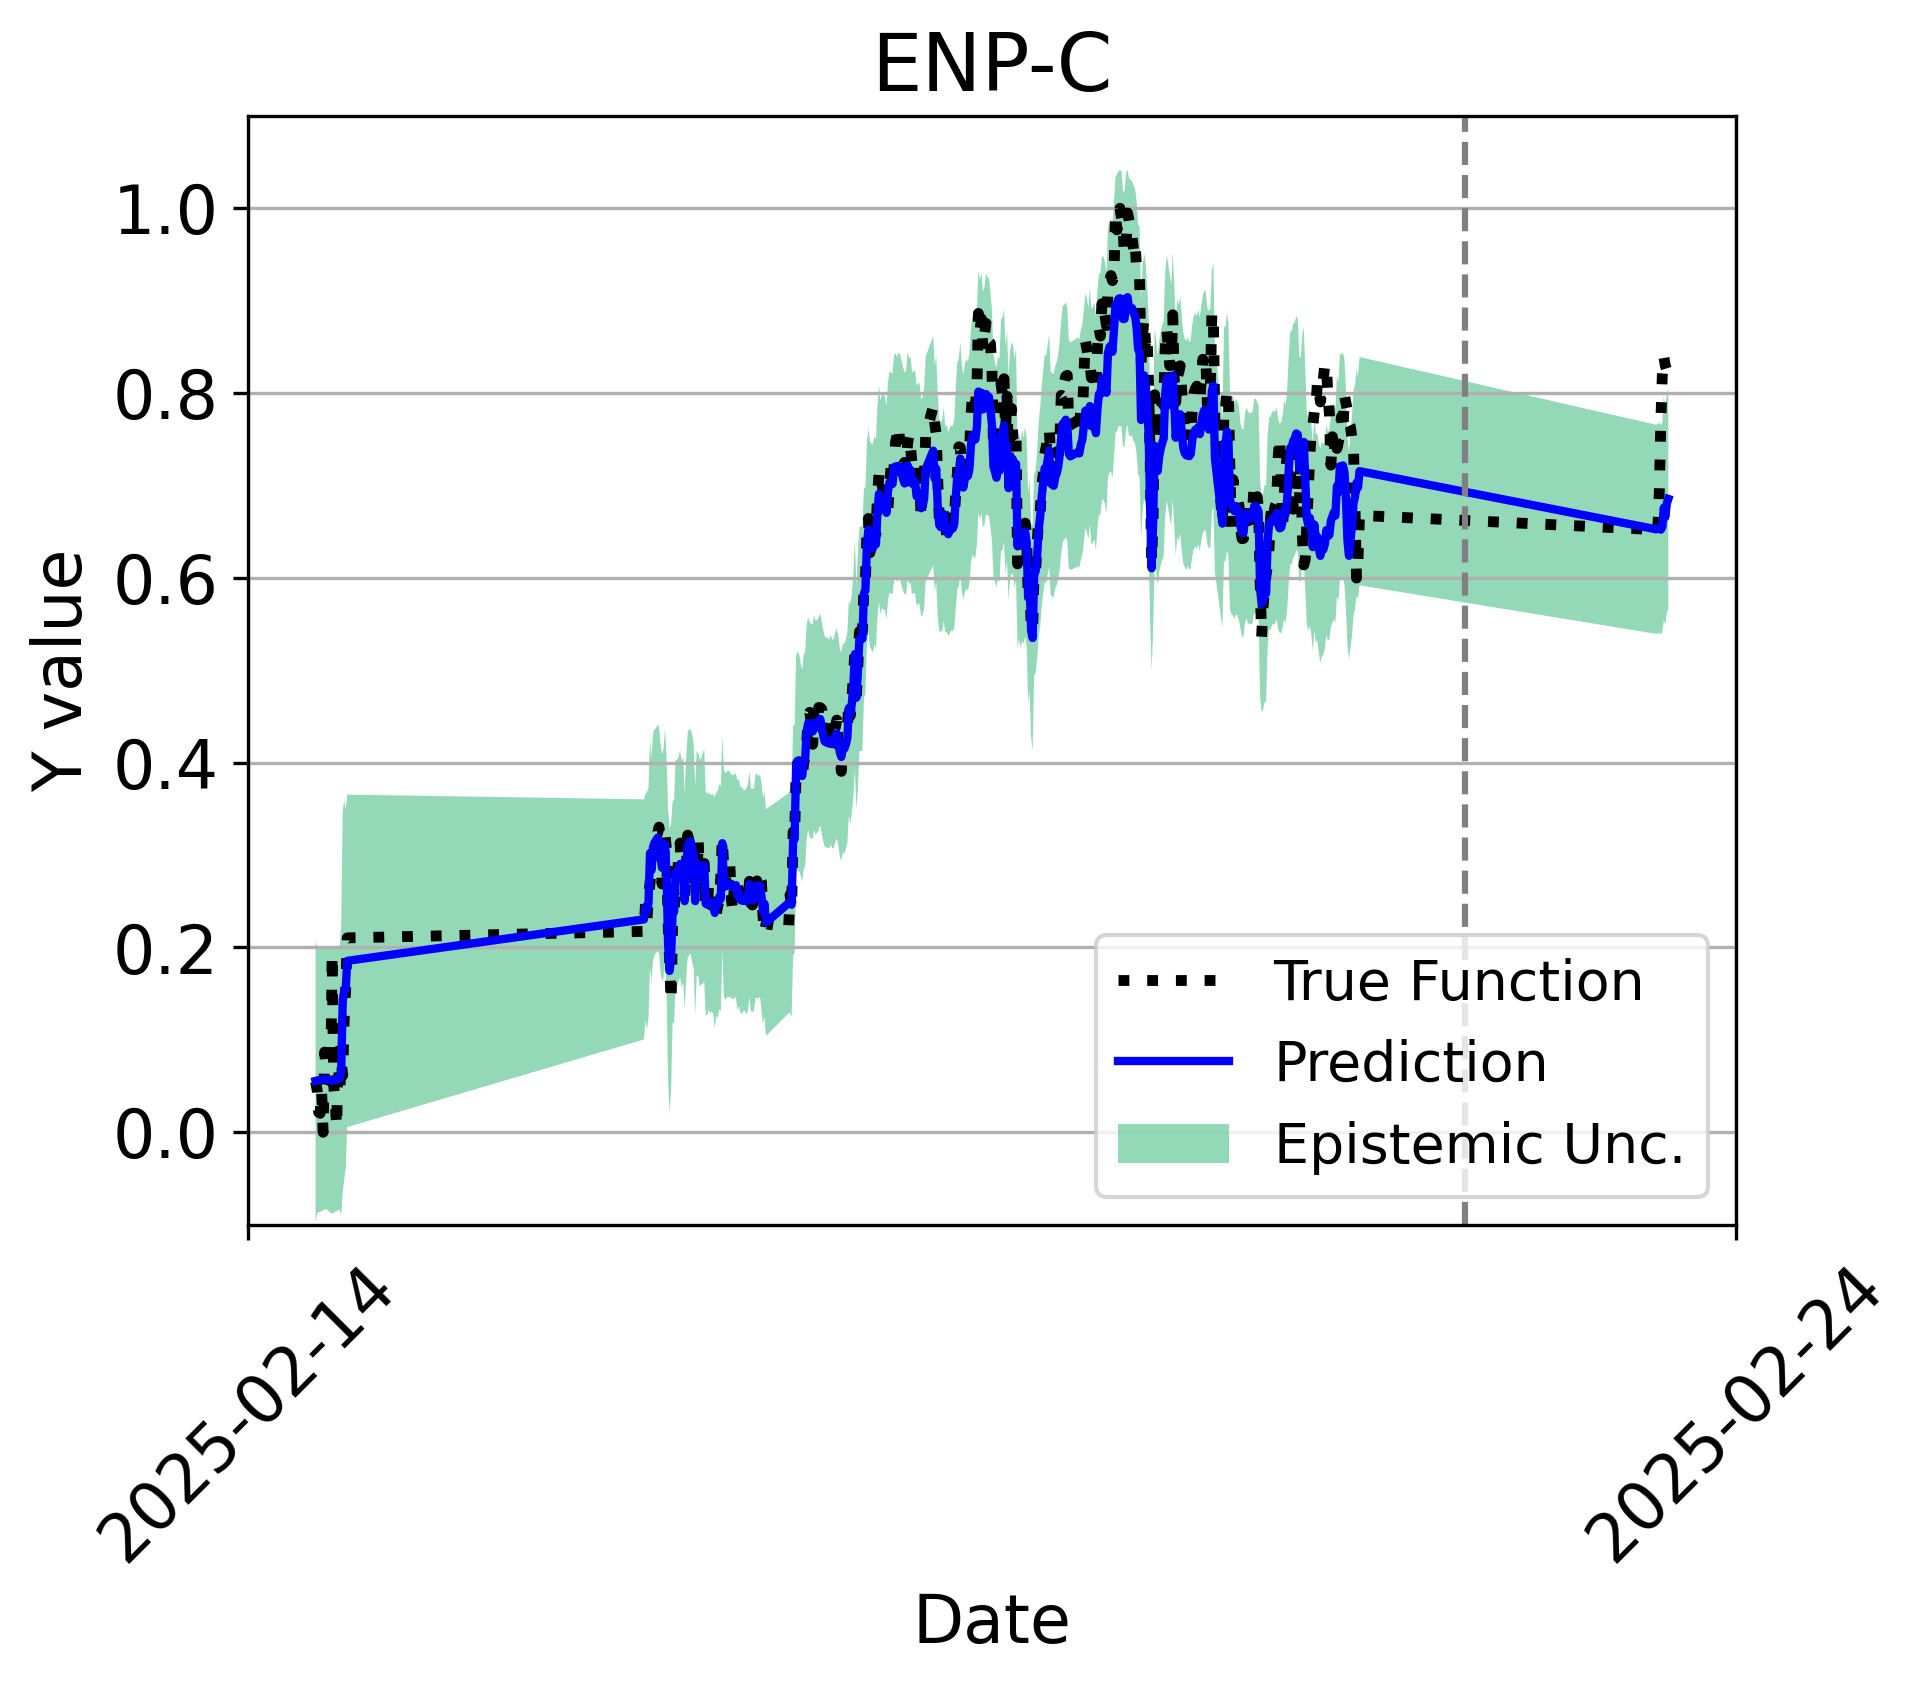 ENP-C
Y value
1.0
0.8
0.6
0.4
0.2
0.0
True Function
Prediction
Epistemic Unc.
2025-02-14
2025-02-24
Date